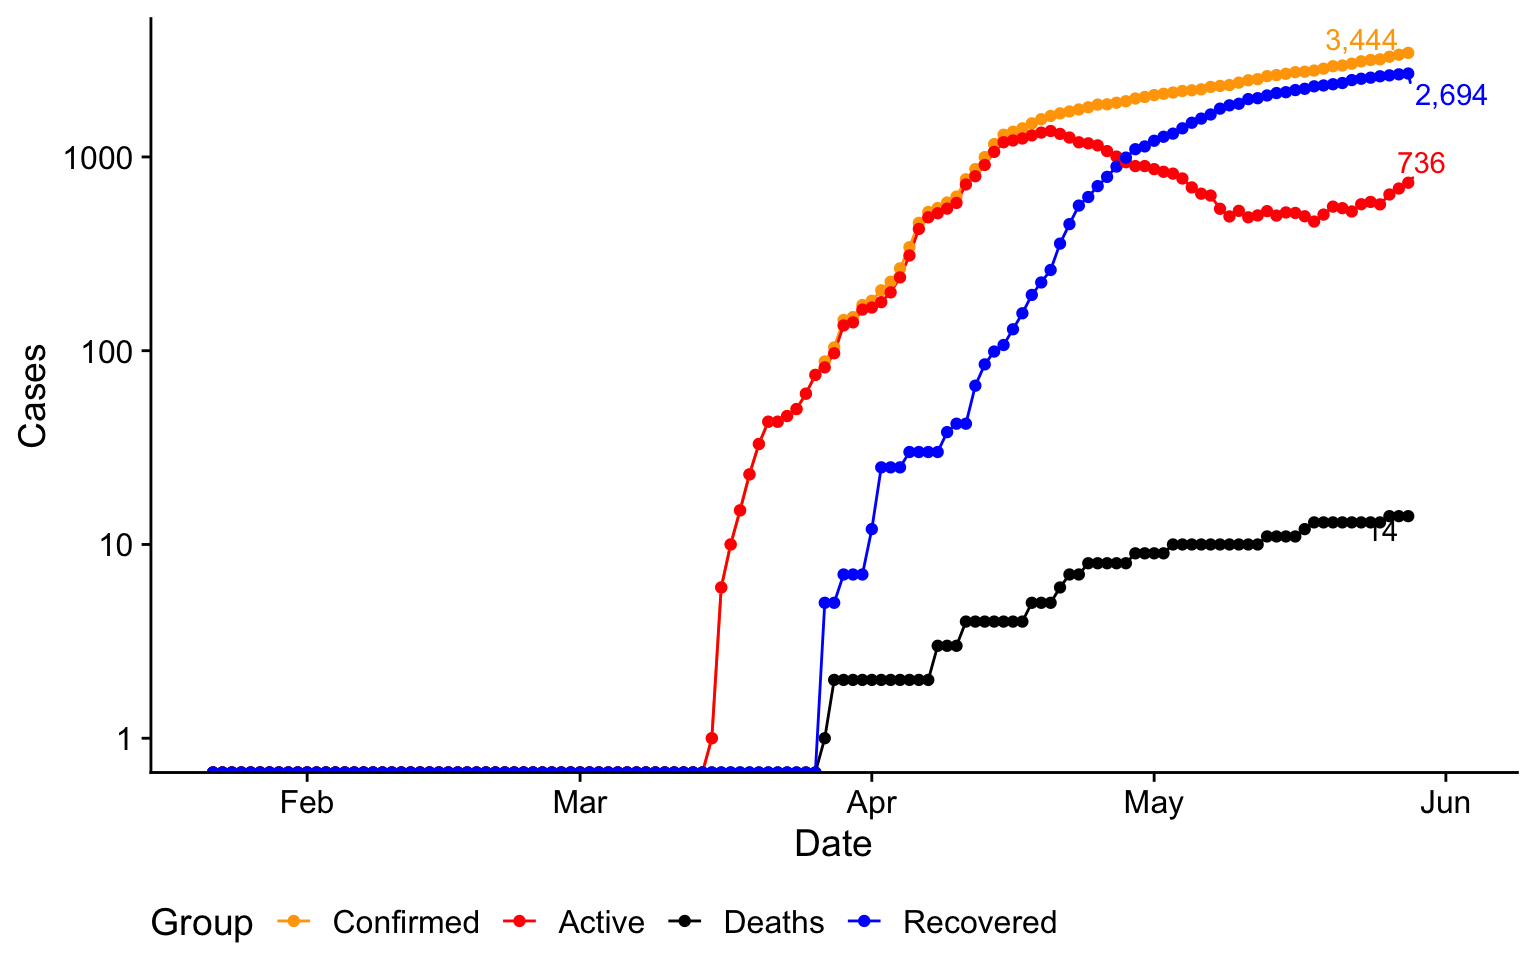 3,444
2,694
736
14
1000
100
10
1
Cases
Feb Mar Apr May Jun
Date
Group Confirmed Active Deaths Recovered